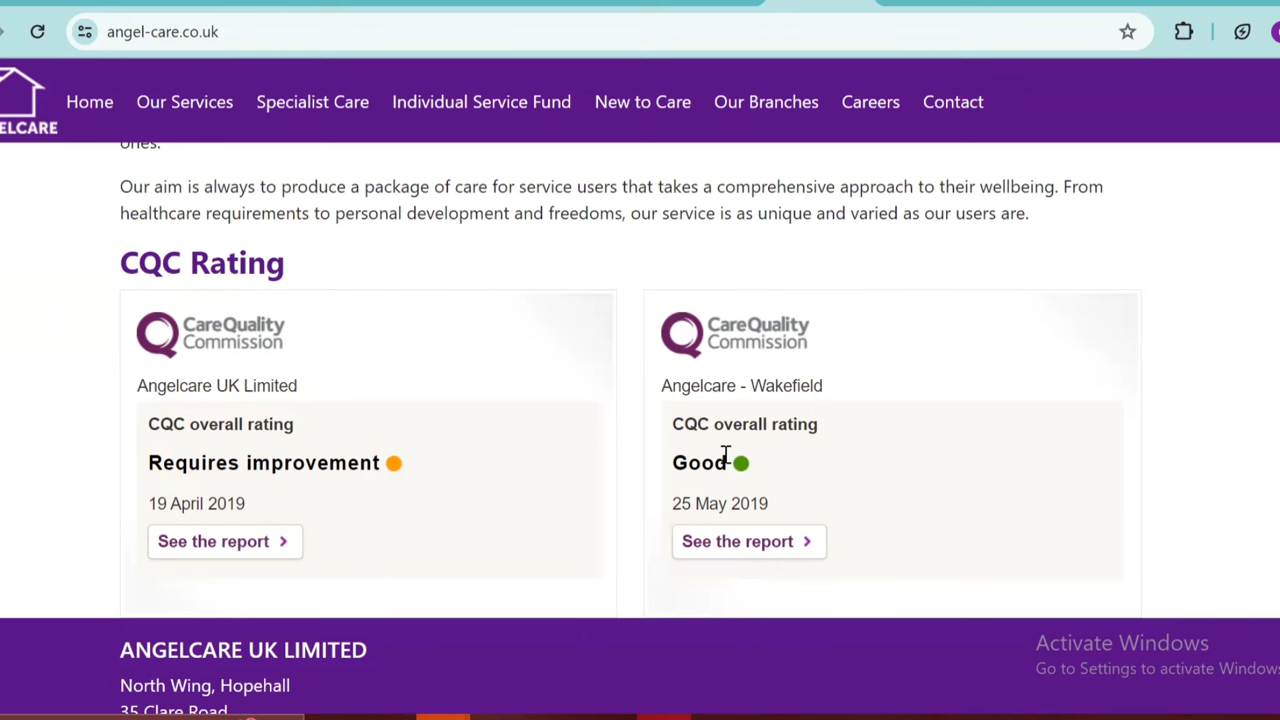 angel-care.co.uk
ELCARE
Home Our Services Specialist Care Individual Service Fund New to Care Our Branches Careers Contact
ones.
Our aim is always to produce a package of care for service users that takes a comprehensive approach to their wellbeing. From
healthcare requirements to personal development and freedoms, our service is as unique and varied as our users are.
CQC Rating
CareQuality
Commission
Angelcare UK Limited
CQC overall rating
Requires improvement
19 April 2019
See the report
CareQuality
Commission
Angelcare - Wakefield
CQC overall rating
Good
25 May 2019
See the report
ANGELCARE UK LIMITED
North Wing, Hopehall
35 Clare Road
Activate Windows
Go to Settings to activate Windows